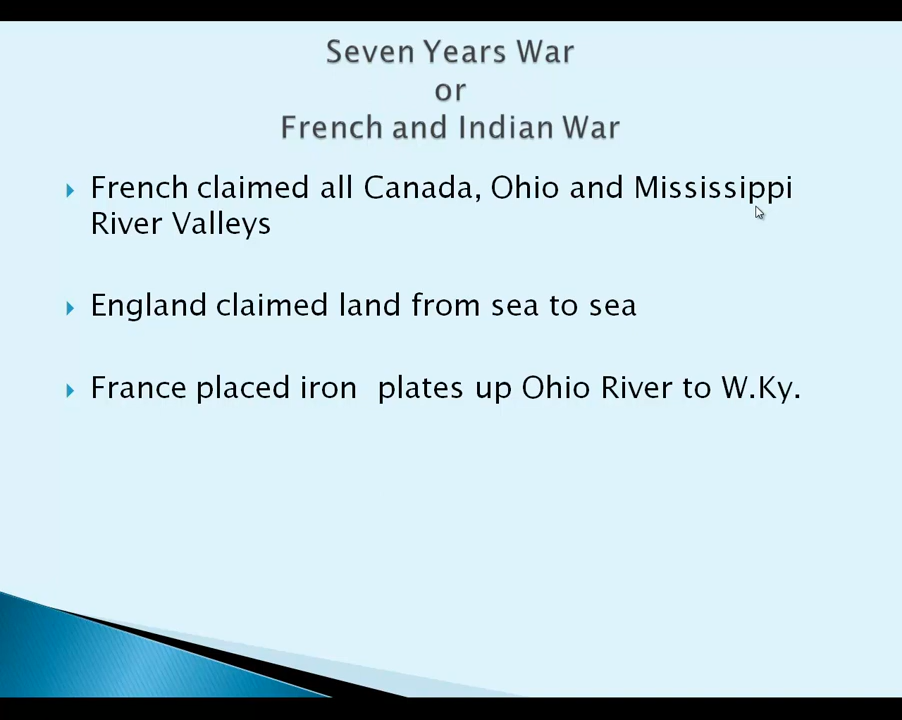 Seven Years War
or
French and Indian War
French claimed all Canada, Ohio and Mississippi
River Valleys
England claimed land from sea to sea
France placed iron  plates up Ohio River to W.Ky.